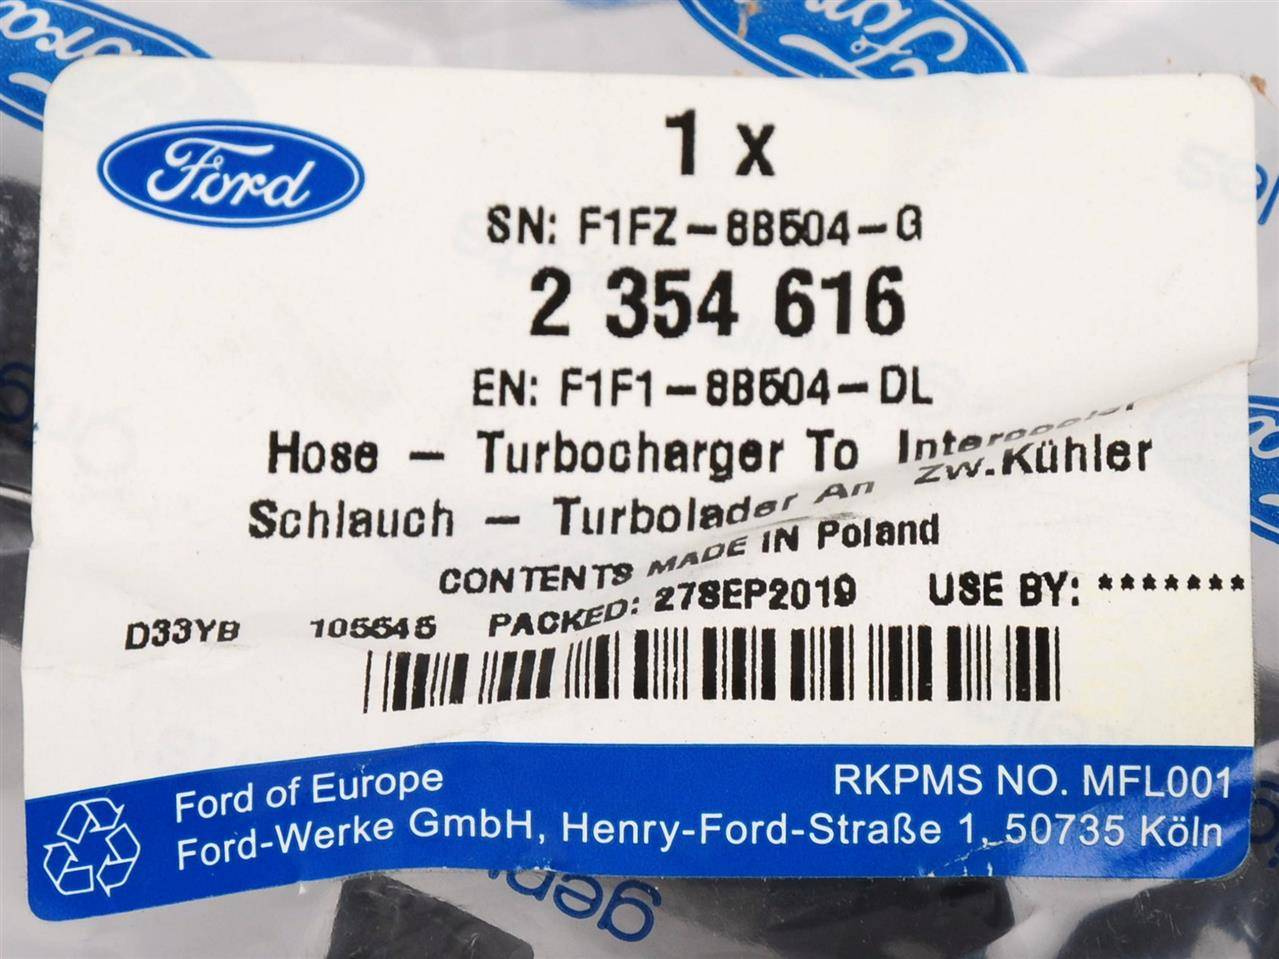 Ford
1 x
SN: F1FZ-8B504-G
2 354 616
EN: F1F1-8B504-DL
Hose - Turbocharger To Intercooler
Schlauch - Turbolader An Zw.Kühler
CONTENTS MADE IN Poland
D33YB 105545 PACKED: 27SEP2019 USE BY: *******
Ford of Europe RKPMS NO. MFL001
Ford-Werke GmbH, Henry-Ford-Straße 1, 50735 Köln